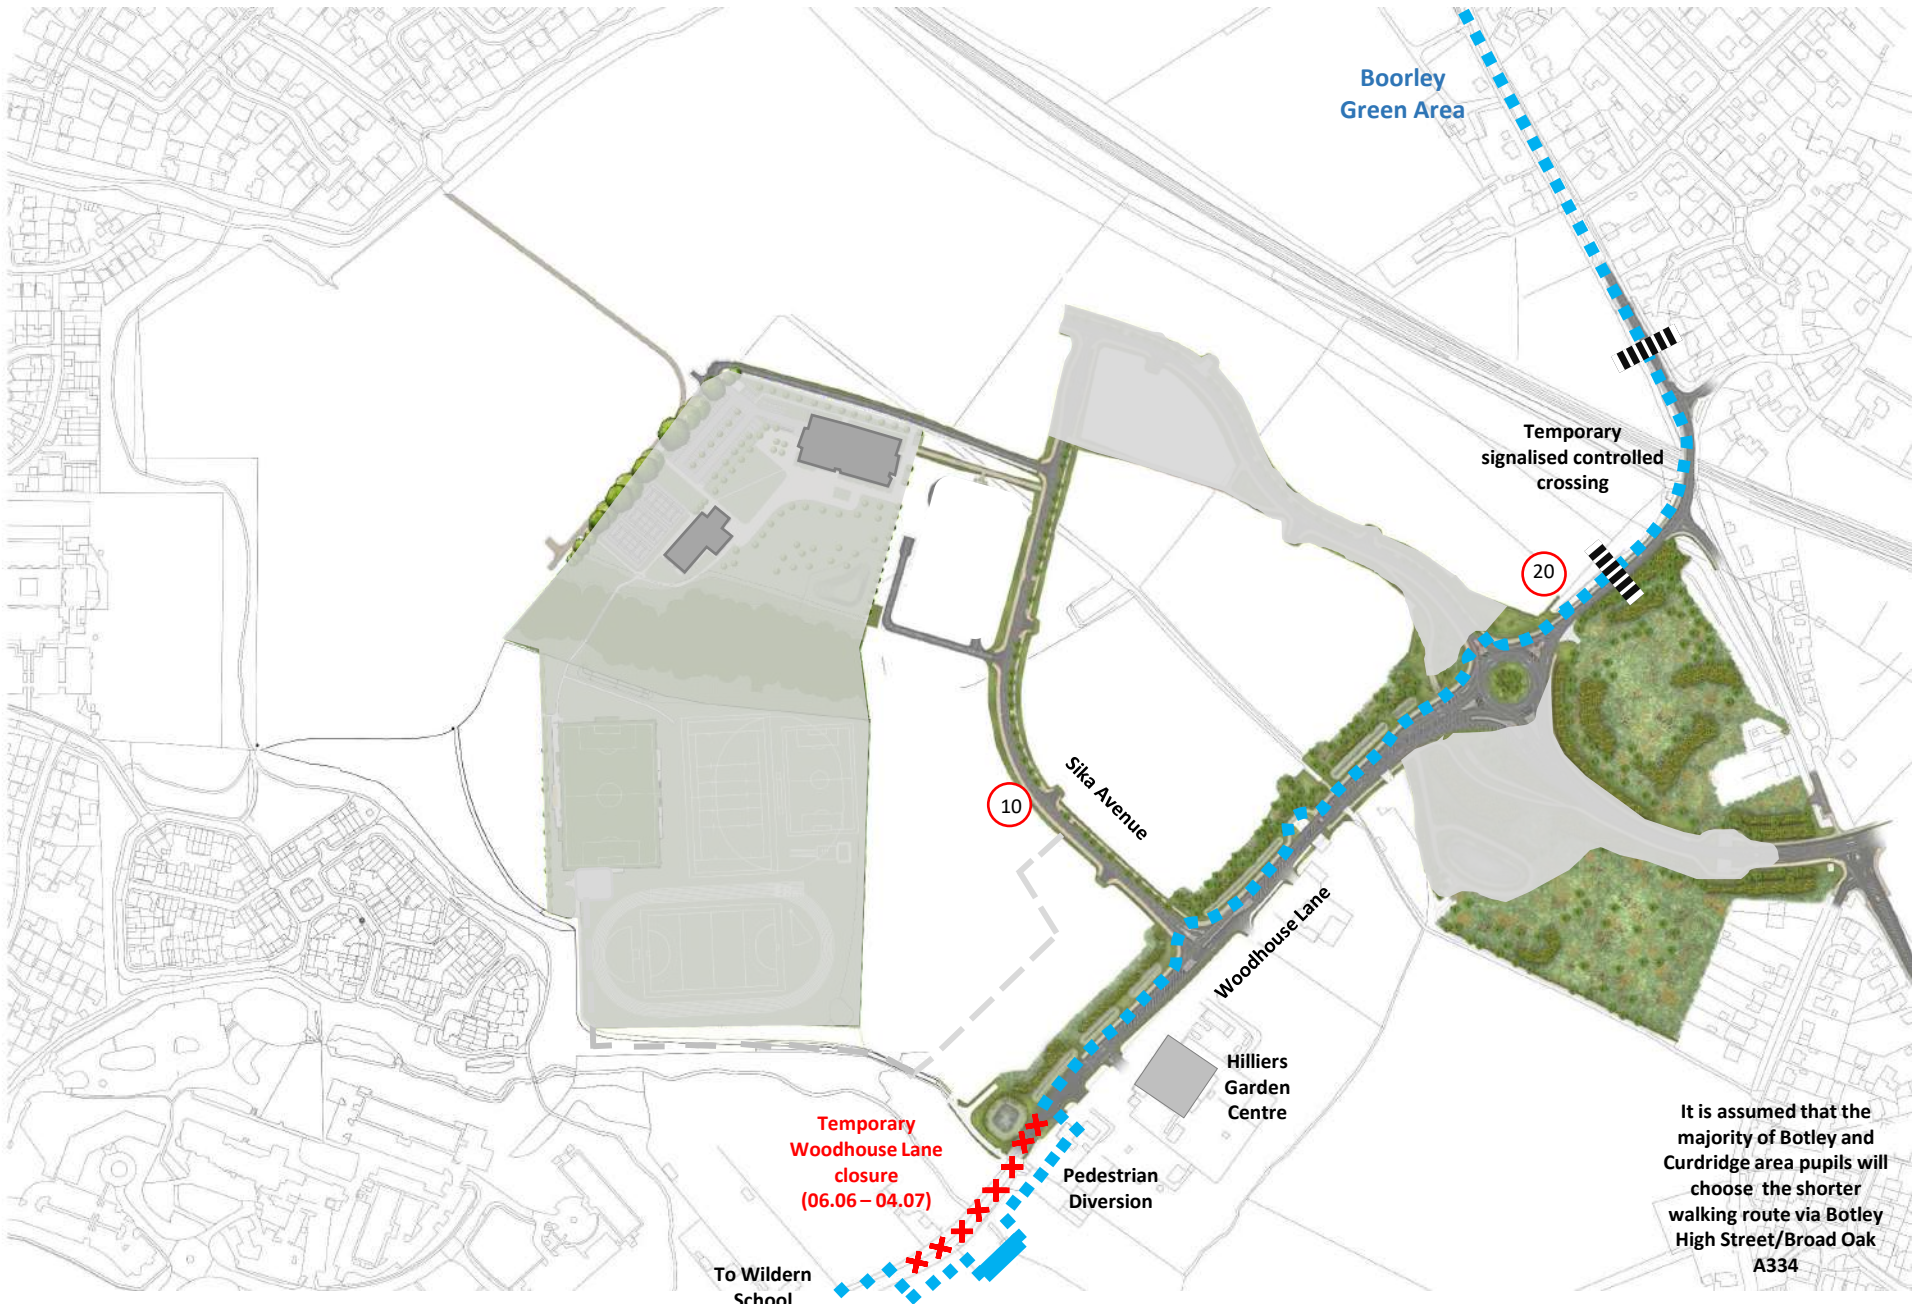 Boorley
Green Area
Temporary
signalised controlled
crossing
20
10
Sika Avenue
Woodhouse Lane
Hilliers
Garden
Centre
Temporary
Woodhouse Lane
closure
(06.06 – 04.07)
Pedestrian
Diversion
To Wildern
School
It is assumed that the
majority of Botley and
Curdridge area pupils will
choose the shorter
walking route via Botley
High Street/Broad Oak
A334